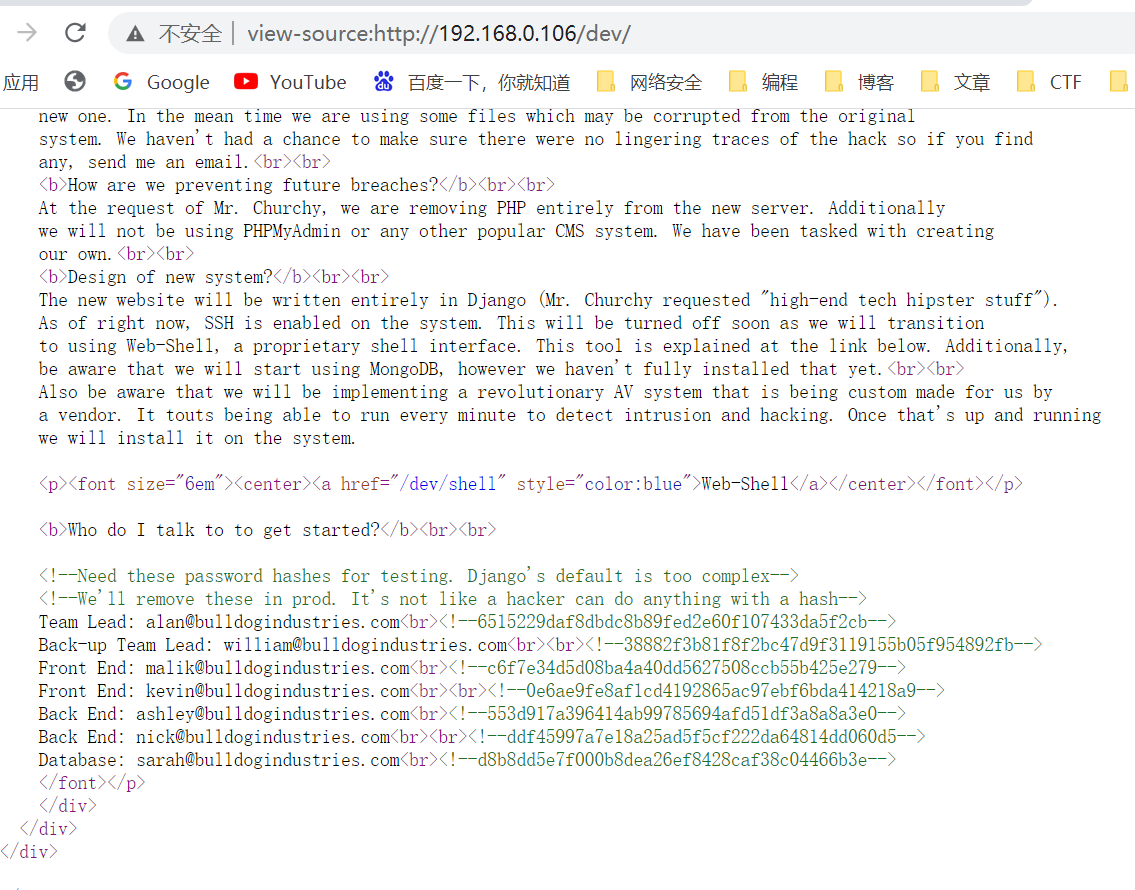 不安全 | view-source:http://192.168.0.106/dev/
应用 Google YouTube 百度一下，你就知道 网络安全 编程 博客 文章 CTF
new one. In the mean time we are using some files which may be corrupted from the original
system. We haven't had a chance to make sure there were no lingering traces of the hack so if you find
any, send me an email.<br><br>
<b>How are we preventing future breaches?</b><br><br>
At the request of Mr. Churchy, we are removing PHP entirely from the new server. Additionally
we will not be using PHPMyAdmin or any other popular CMS system. We have been tasked with creating
our own.<br><br>
<b>Design of new system?</b><br><br>
The new website will be written entirely in Django (Mr. Churchy requested "high-end tech hipster stuff").
As of right now, SSH is enabled on the system. This will be turned off soon as we will transition
to using Web-Shell, a proprietary shell interface. This tool is explained at the link below. Additionally,
be aware that we will start using MongoDB, however we haven't fully installed that yet.<br><br>
Also be aware that we will be implementing a revolutionary AV system that is being custom made for us by
a vendor. It touts being able to run every minute to detect intrusion and hacking. Once that's up and running
we will install it on the system.
<p><font size="6em"><center><a href="/dev/shell" style="color:blue">Web-Shell</a></center></font></p>
<b>Who do I talk to to get started?</b><br><br>
<!--Need these password hashes for testing. Django's default is too complex-->
<!--We'll remove these in prod. It's not like a hacker can do anything with a hash-->
Team Lead: alan@bulldogindustries.com<br><!--6515229daf8dbdc8b89fed2e60f107433da5f2cb-->
Back-up Team Lead: william@bulldogindustries.com<br><br><!--38882f3b81f8f2bc47d9f3119155b05f954892fb-->
Front End: malik@bulldogindustries.com<br><!--c6f7e34d5d08ba4a40dd5627508ccb55b425e279-->
Front End: kevin@bulldogindustries.com<br><br><!--0e6ae9fe8af1cd4192865ac97ebf6bda414218a9-->
Back End: ashley@bulldogindustries.com<br><!--553d917a396414ab99785694afd51df3a8a8a3e0-->
Back End: nick@bulldogindustries.com<br><br><!--ddf45997a7e18a25ad5f5cf222da64814dd060d5-->
Database: sarah@bulldogindustries.com<br><!--d8b8dd5e7f000b8dea26ef8428caf38c04466b3e-->
</font></p>
</div>
</div>
</div>